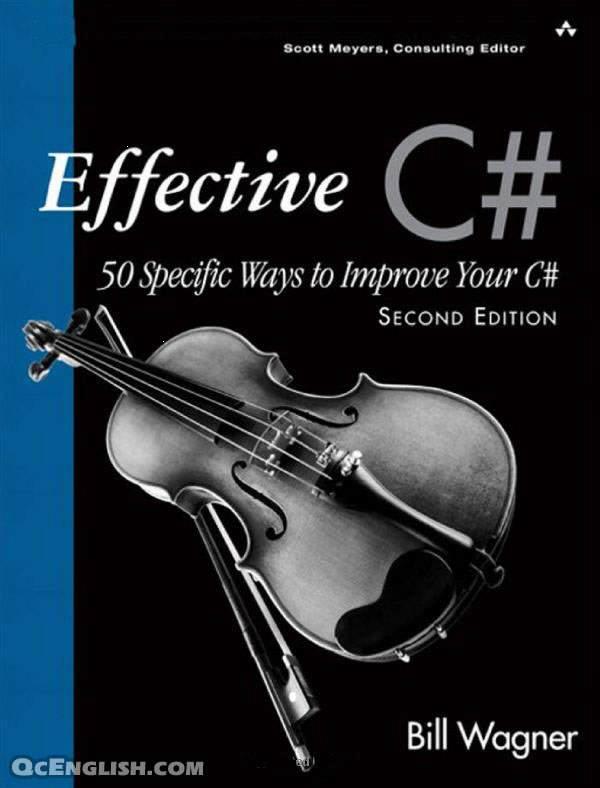 Scott Meyers, Consulting Editor
Effective C#
50 Specific Ways to Improve Your C#
SECOND EDITION
Bill Wagner
QCENGLISH.COM